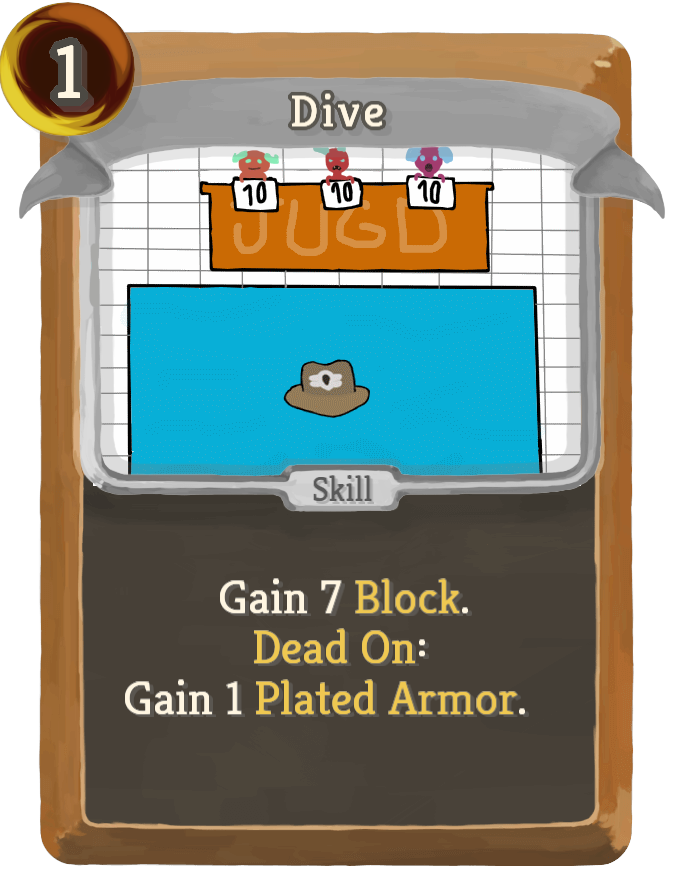 1
Dive
10 10 10
JUGD
Skill
Gain 7 Block.
Dead On:
Gain 1 Plated Armor.